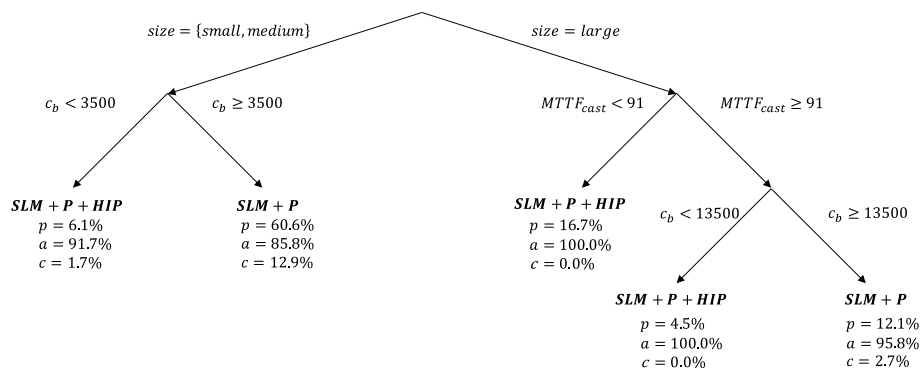 size = {small, medium}
size = large
c_b < 3500
c_b ≥ 3500
MTTF_cast < 91
MTTF_cast ≥ 91
SLM + P + HIP
p = 6.1%
a = 91.7%
c = 1.7%
SLM + P
p = 60.6%
a = 85.8%
c = 12.9%
SLM + P + HIP
p = 16.7%
a = 100.0%
c = 0.0%
c_b < 13500
c_b ≥ 13500
SLM + P + HIP
p = 4.5%
a = 100.0%
c = 0.0%
SLM + P
p = 12.1%
a = 95.8%
c = 2.7%